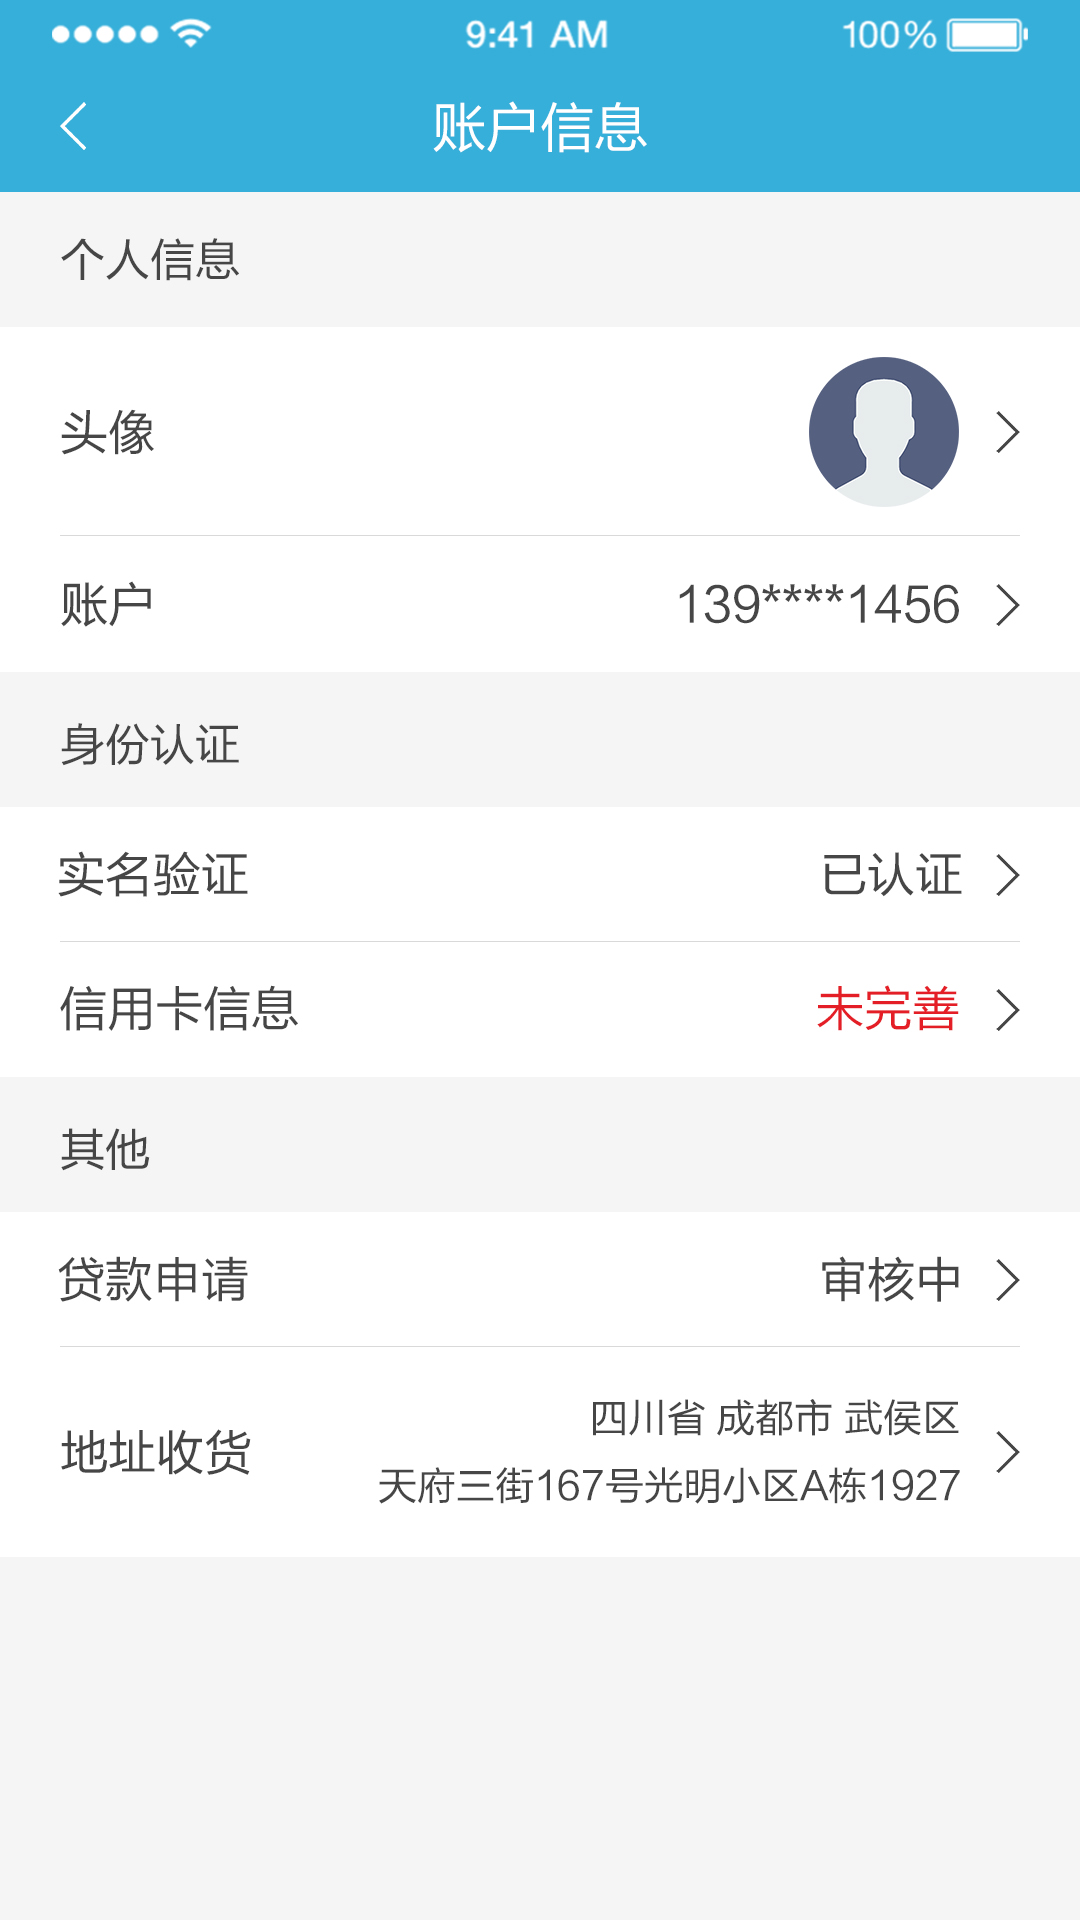 9:41 AM 100%
账户信息
个人信息
头像
账户 139****1456
身份认证
实名验证 已认证
信用卡信息 未完善
其他
贷款申请 审核中
四川省 成都市 武侯区
地址收货
天府三街167号光明小区A栋1927